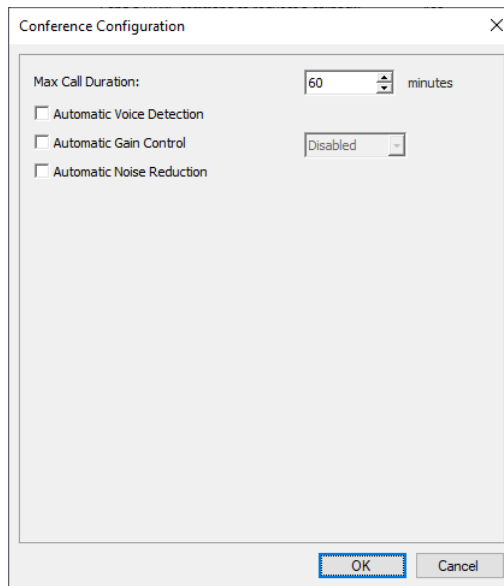 Conference Configuration
Max Call Duration: 60 minutes
Automatic Voice Detection
Automatic Gain Control Disabled
Automatic Noise Reduction
OK Cancel